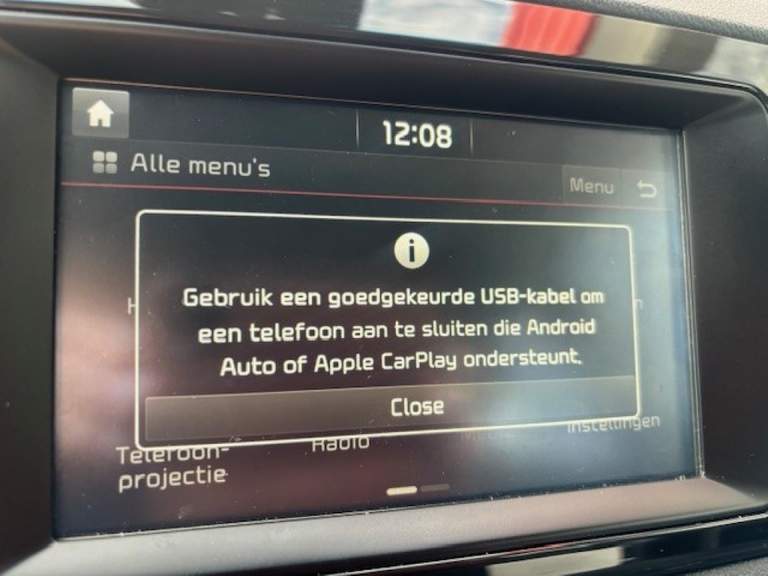 12:08
Alle menu's
Menu
Gebruik een goedgekeurde USB-kabel om
een telefoon aan te sluiten die Android
Auto of Apple CarPlay ondersteunt.
Close
Telefoon-
projectie
Radio
Instellingen